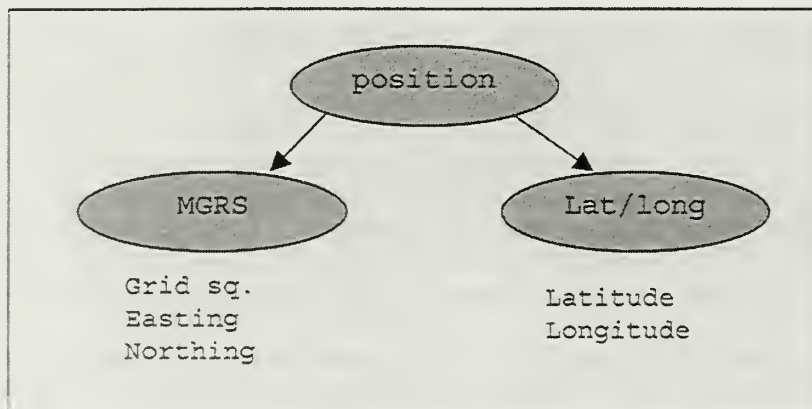 position
MGRS
Lat/long
Grid sq.
Easting
Northing
Latitude
Longitude